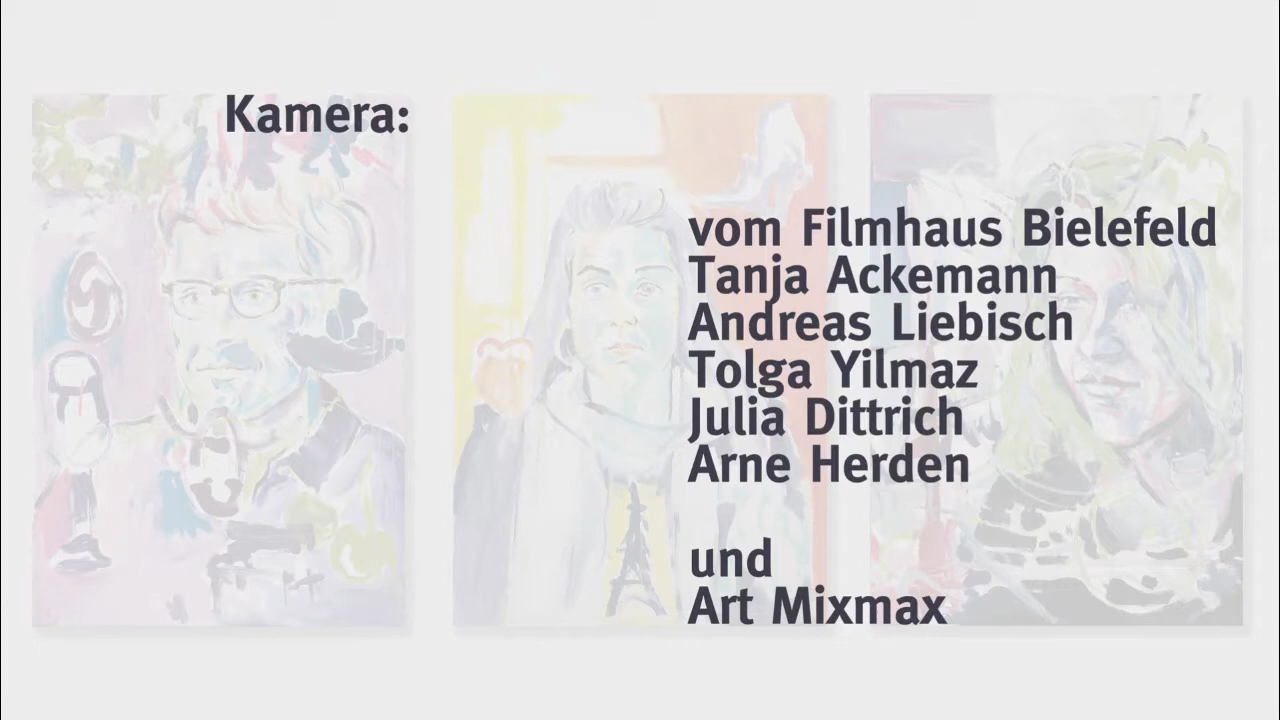 Kamera:
vom Filmhaus Bielefeld
Tanja Ackemann
Andreas Liebisch
Tolga Yilmaz
Julia Dittrich
Arne Herden
und
Art Mixmax